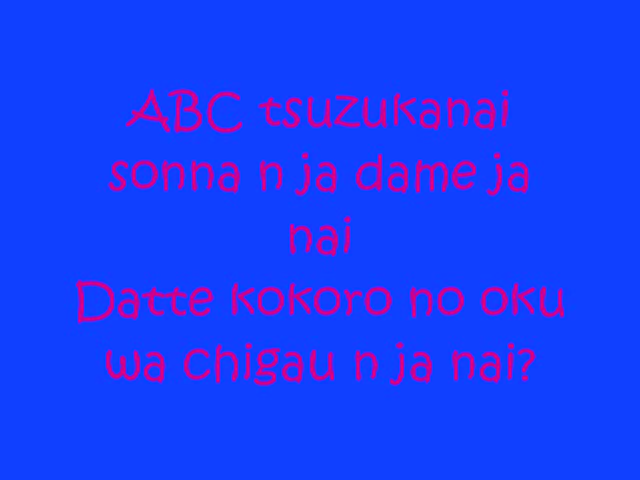 ABC tsuzukanai
sonna n ja dame ja
nai
Datte kokoro no oku
wa chigau n ja nai?